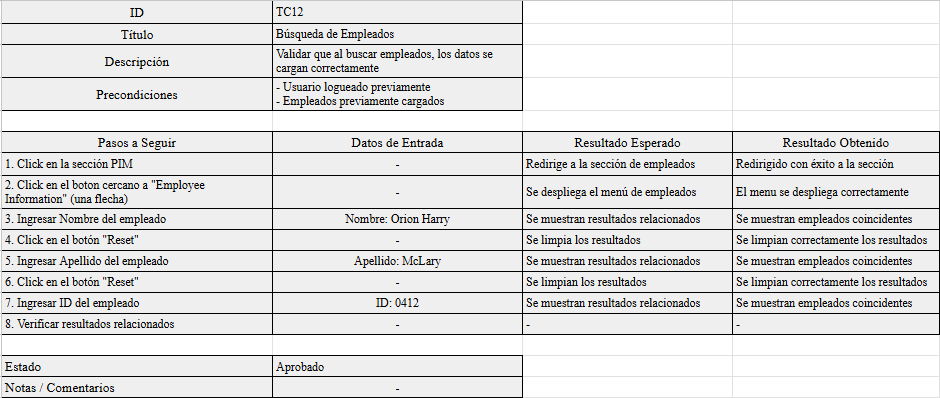 ID TC12
Título Búsqueda de Empleados
Descripción Validar que al buscar empleados, los datos se
cargan correctamente
Precondiciones - Usuario logueado previamente
- Empleados previamente cargados
Pasos a Seguir Datos de Entrada Resultado Esperado Resultado Obtenido
1. Click en la sección PIM - Redirige a la sección de empleados Redirigido con éxito a la sección
2. Click en el boton cercano a "Employee
Information" (una flecha) - Se despliega el menú de empleados El menu se despliega correctamente
3. Ingresar Nombre del empleado Nombre: Orion Harry Se muestran resultados relacionados Se muestran empleados coincidentes
4. Click en el botón "Reset" - Se limpia los resultados Se limpian correctamente los resultados
5. Ingresar Apellido del empleado Apellido: McLary Se muestran resultados relacionados Se muestran empleados coincidentes
6. Click en el botón "Reset" - Se limpian los resultados Se limpian correctamente los resultados
7. Ingresar ID del empleado ID: 0412 Se muestran resultados relacionados Se muestran empleados coincidentes
8. Verificar resultados relacionados - - -
Estado Aprobado
Notas / Comentarios -